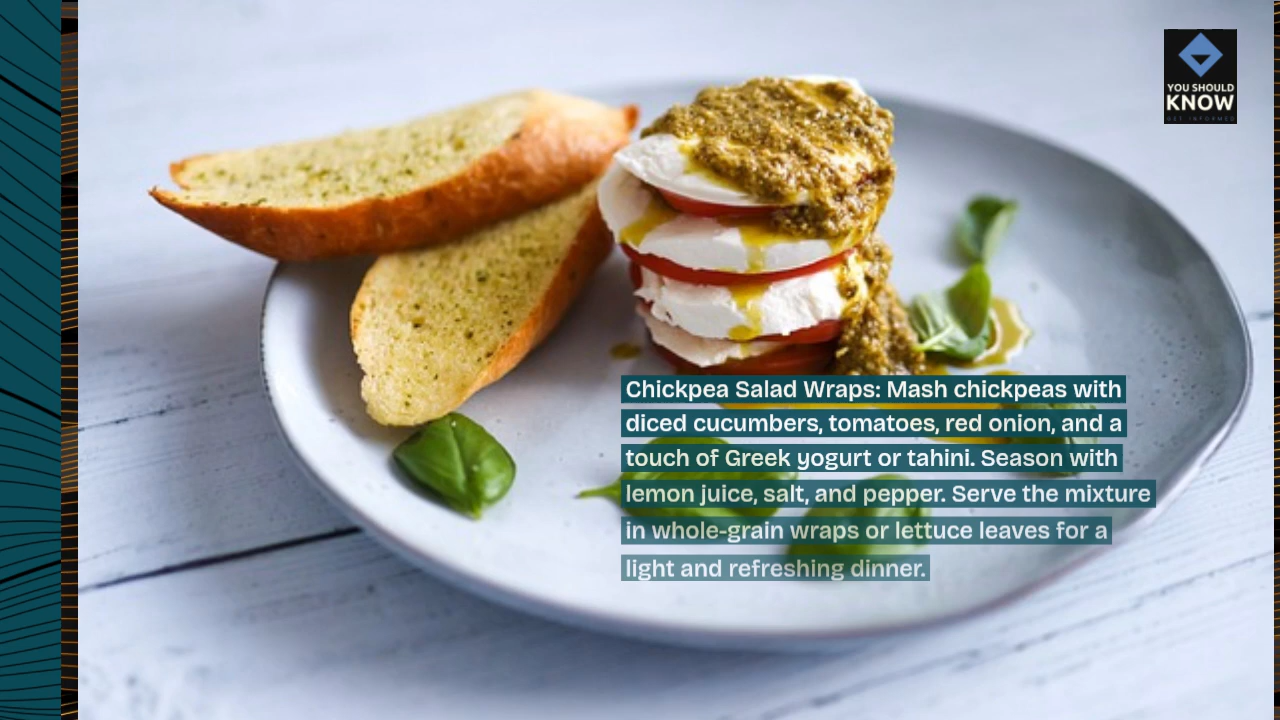 YOU SHOULD
KNOW
GET INFORMED
Chickpea Salad Wraps: Mash chickpeas with
diced cucumbers, tomatoes, red onion, and a
touch of Greek yogurt or tahini. Season with
lemon juice, salt, and pepper. Serve the mixture
in whole-grain wraps or lettuce leaves for a
light and refreshing dinner.